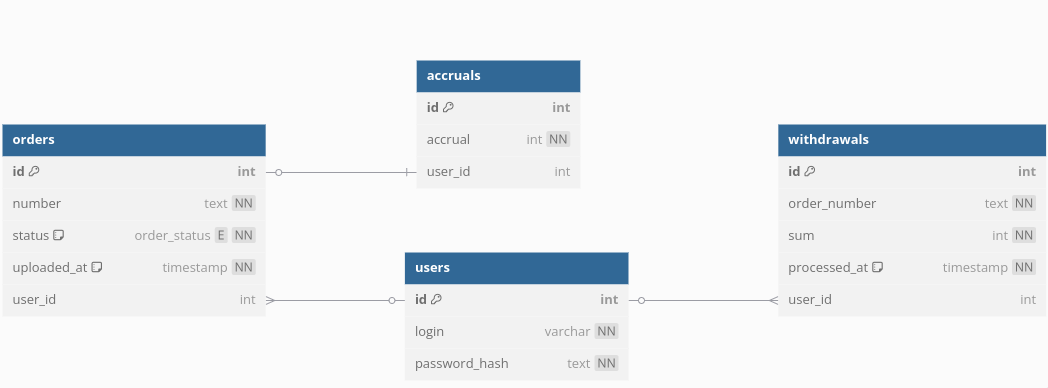 accruals
id int
accrual int NN
user_id int
orders
id int
number text NN
status order_status E NN
uploaded_at timestamp NN
user_id int
users
id int
login varchar NN
password_hash text NN
withdrawals
id int
order_number text NN
sum int NN
processed_at timestamp NN
user_id int